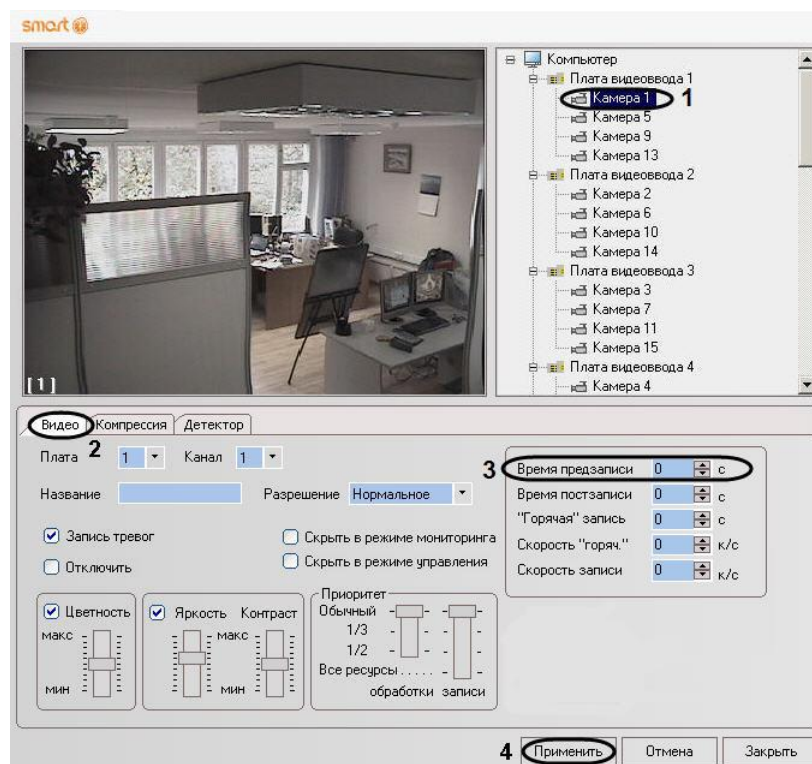 smart
Компьютер
Плата видеоввода 1
Камера 1 1
Камера 5
Камера 9
Камера 13
Плата видеоввода 2
Камера 2
Камера 6
Камера 10
Камера 14
Плата видеоввода 3
Камера 3
Камера 7
Камера 11
Камера 15
Плата видеоввода 4
Камера 4
[1]
Видео Компрессия Детектор
2
Плата 1 Канал 1
Название Разрешение Нормальное
Запись тревог
Отключить
Скрыть в режиме мониторинга
Скрыть в режиме управления
3 Время предзаписи 0 с
Время постзаписи 0 с
"Горячая" запись 0 с
Скорость "горяч." 0 к/с
Скорость записи 0 к/с
Цветность
макс
мин
Яркость Контраст
макс
мин
Приоритет
Обычный
1/3
1/2
Все ресурсы.....
обработки записи
4 Применить Отмена Закрыть